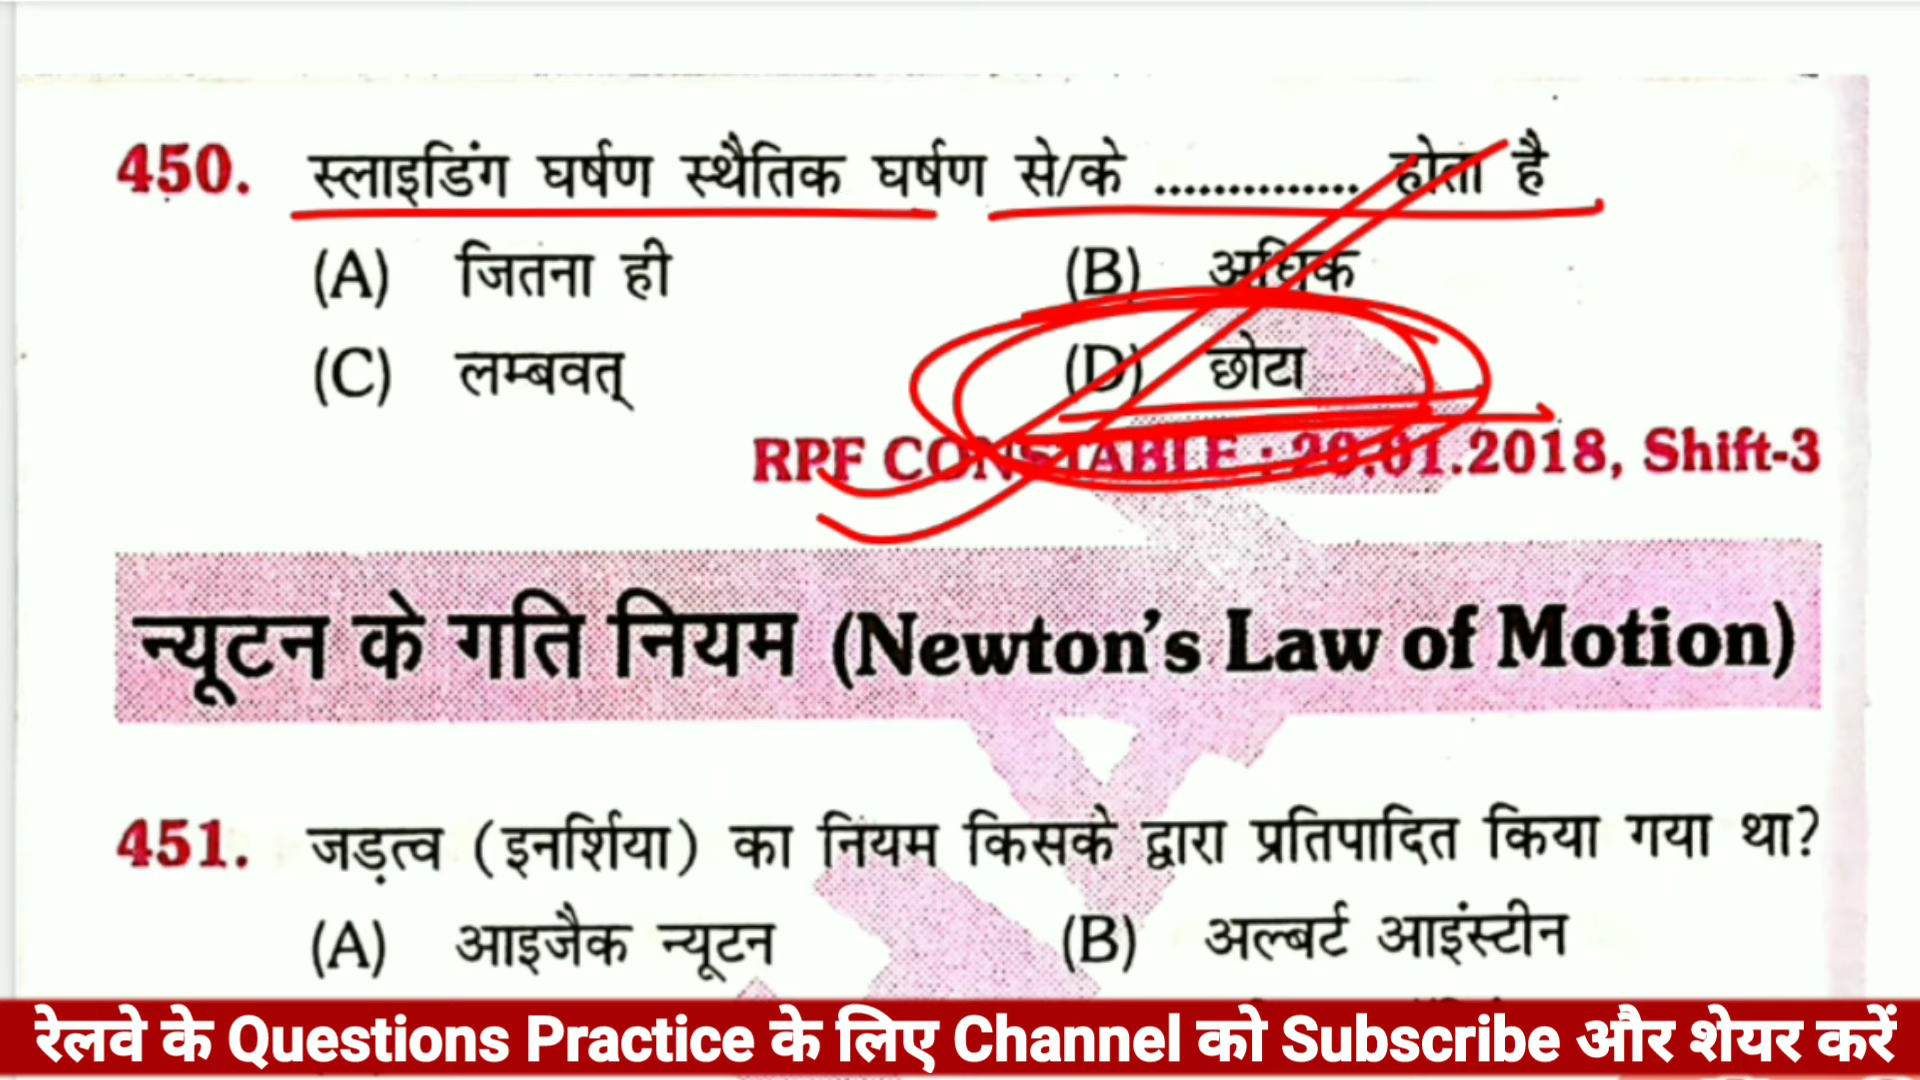 450. स्लाइडिंग घर्षण स्थैतिक घर्षण से/के .............. होता है
(A) जितना ही (B) अधिक
(C) लम्बवत् (D) छोटा
RPF CONSTABLE : 20.01.2018, Shift-3
न्यूटन के गति नियम (Newton's Law of Motion)
451. जड़त्व (इनर्शिया) का नियम किसके द्वारा प्रतिपादित किया गया था?
(A) आइजैक न्यूटन (B) अल्बर्ट आइंस्टीन
रेलवे के Questions Practice के लिए Channel को Subscribe और शेयर करें